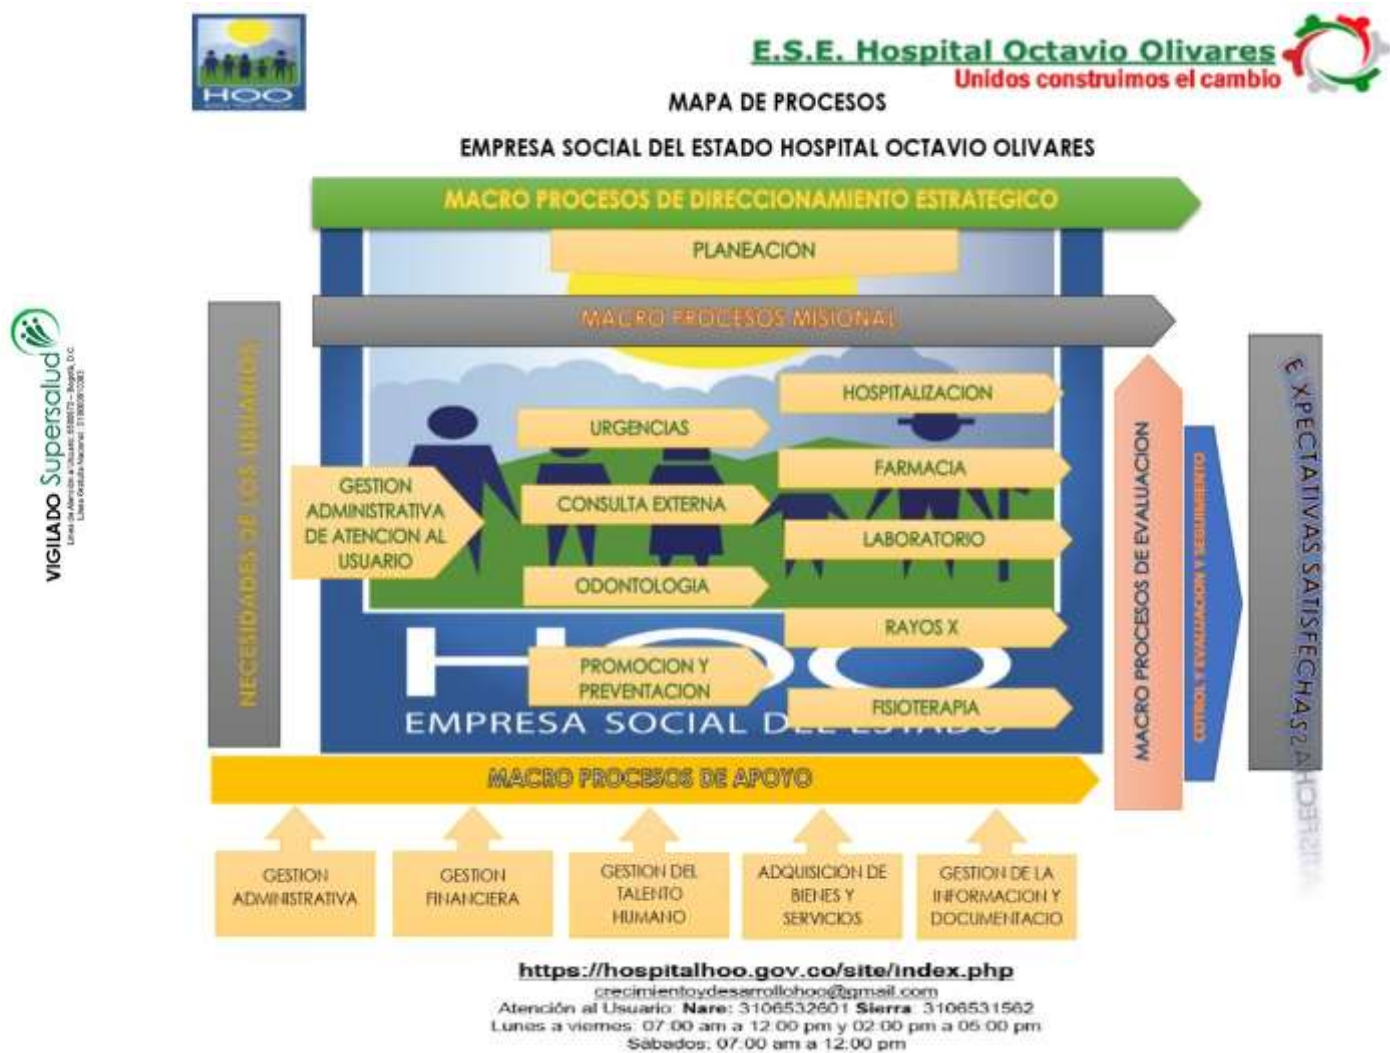 HOO
E.S.E. Hospital Octavio Olivares
Unidos construimos el cambio
MAPA DE PROCESOS
EMPRESA SOCIAL DEL ESTADO HOSPITAL OCTAVIO OLIVARES
MACRO PROCESOS DE DIRECCIONAMIENTO ESTRATEGICO
PLANEACION
MACRO PROCESOS MISIONAL
VIGILADO Supersalud
NECESIDADES DE LOS USUARIOS
GESTION
ADMINISTRATIVA
DE ATENCION AL
USUARIO
URGENCIAS
CONSULTA EXTERNA
ODONTOLOGIA
PROMOCION Y
PREVENTACION
HOSPITALIZACION
FARMACIA
LABORATORIO
RAYOS X
FISIOTERAPIA
HOO
EMPRESA SOCIAL DEL ESTADO
MACRO PROCESOS DE EVALUACION
COTROL Y EVALUACION Y SEGUIMIENTO
EXPECTATIVAS SATISFECHAS
MACRO PROCESOS DE APOYO
GESTION
ADMINISTRATIVA
GESTION
FINANCIERA
GESTION DEL
TALENTO
HUMANO
ADQUISICION DE
BIENES Y
SERVICIOS
GESTION DE LA
INFORMACION Y
DOCUMENTACIO
https://hospitalhoo.gov.co/site/index.php
crecimientoydesarrollohoo@gmail.com
Atención al Usuario: Nare: 3106532601 Sierra: 3106531562
Lunes a viernes: 07:00 am a 12:00 pm y 02:00 pm a 05:00 pm
Sábados: 07:00 am a 12:00 pm